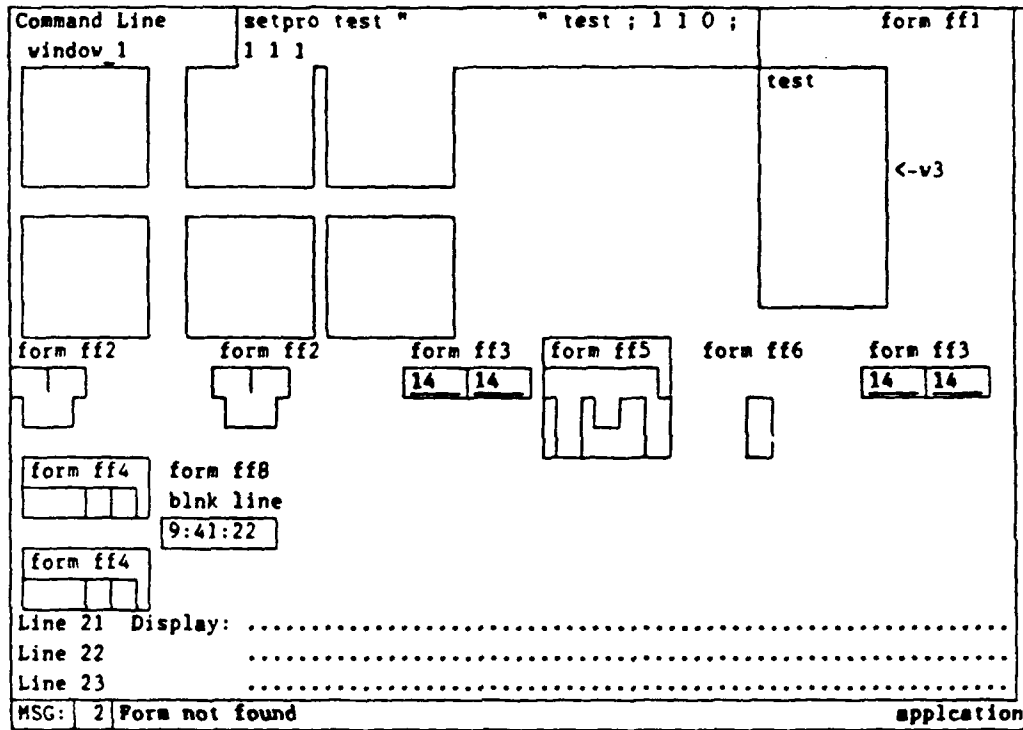 Command Line setpro test " " test ; 1 1 0 ; form ff1
window_1 1 1 1
test
<-v3
form ff2 form ff2 form ff3 form ff5 form ff6 form ff3
14 14 14 14
form ff4 form ff8
blnk line
9:41:22
form ff4
Line 21 Display: ............................................................
Line 22 ............................................................
Line 23 ............................................................
MSG: 2 Form not found applcation